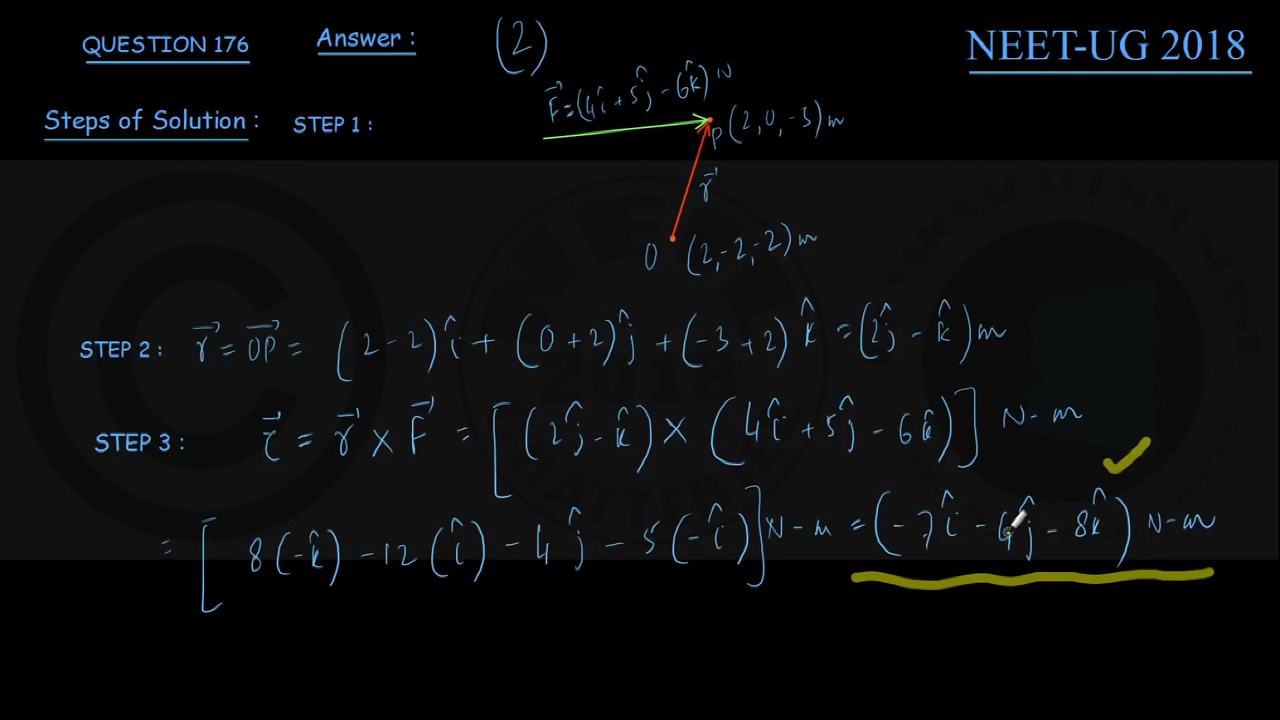 QUESTION 176 Answer : (2) NEET-UG 2018
F⃗ = (4î + 5ĵ - 6k̂) N
Steps of Solution : STEP 1 :
P (2, 0, -3) m
r⃗
O (2, -2, -2) m
STEP 2 : r⃗ = OP⃗ = (2 - 2) î + (0 + 2) ĵ + (-3 + 2) k̂ = (2ĵ - k̂) m
STEP 3 : τ⃗ = r⃗ × F⃗ = [(2ĵ - k̂) × (4î + 5ĵ - 6k̂)] N-m
= [8(-k̂) - 12(î) - 4ĵ - 5(-î)] N-m = (-7î - 4ĵ - 8k̂) N-m
2018
MATTER